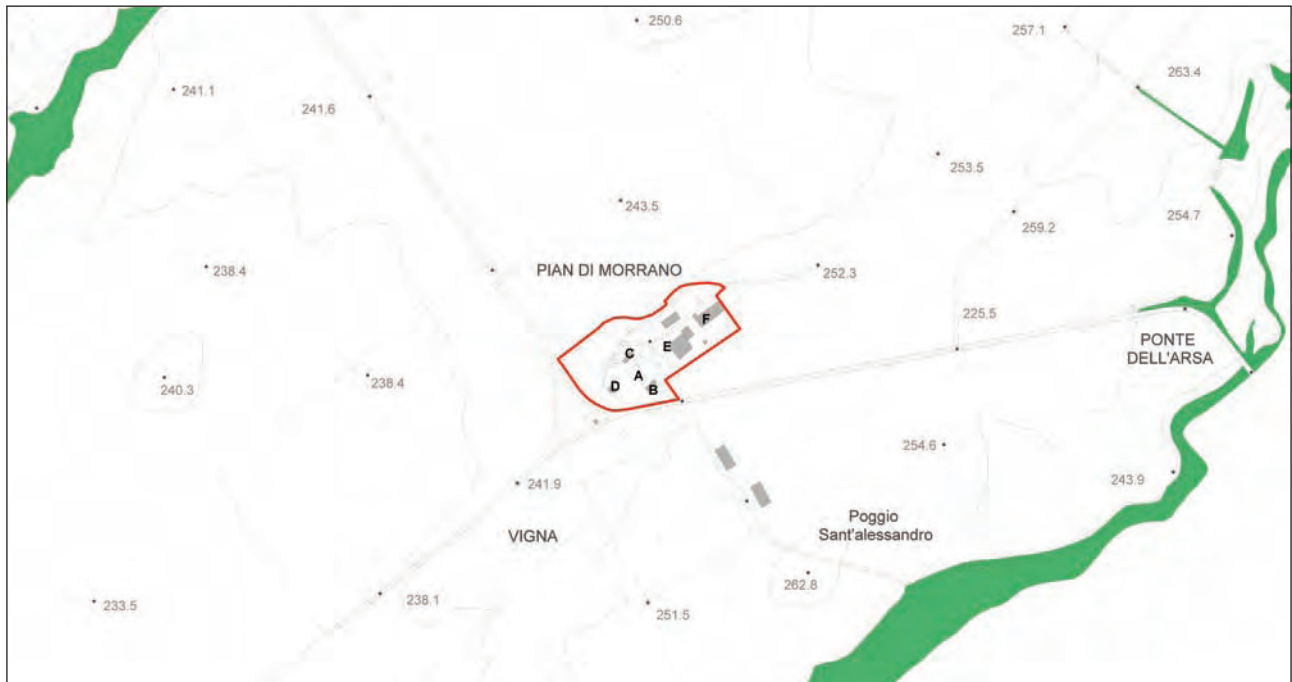 250.6
257.1
263.4
241.1
241.6
253.5
243.5
259.2
254.7
238.4
PIAN DI MORRANO
252.3
F
225.5
E
C
PONTE
DELL'ARSA
A
240.3
238.4
D
B
254.6
243.9
241.9
Poggio
Sant'alessandro
VIGNA
262.8
233.5
238.1
251.5